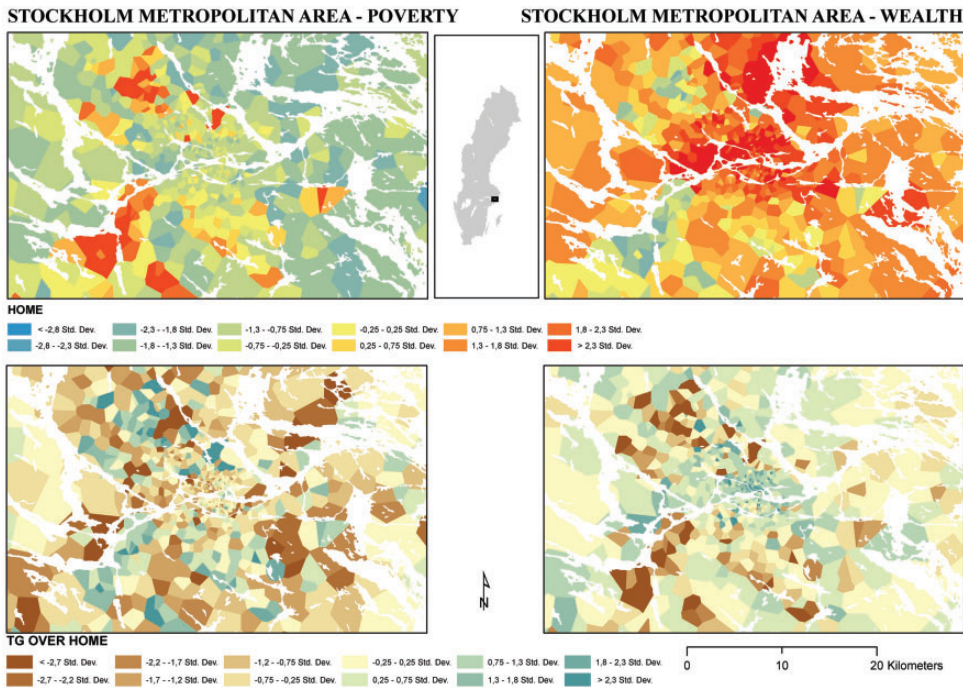 STOCKHOLM METROPOLITAN AREA - POVERTY
STOCKHOLM METROPOLITAN AREA - WEALTH
HOME
< -2,8 Std. Dev. -2,3 - -1,8 Std. Dev. -1,3 - -0,75 Std. Dev. -0,25 - 0,25 Std. Dev. 0,75 - 1,3 Std. Dev. 1,8 - 2,3 Std. Dev.
-2,8 - -2,3 Std. Dev. -1,8 - -1,3 Std. Dev. -0,75 - -0,25 Std. Dev. 0,25 - 0,75 Std. Dev. 1,3 - 1,8 Std. Dev. > 2,3 Std. Dev.
N
TG OVER HOME
< -2,7 Std. Dev. -2,2 - -1,7 Std. Dev. -1,2 - -0,75 Std. Dev. -0,25 - 0,25 Std. Dev. 0,75 - 1,3 Std. Dev. 1,8 - 2,3 Std. Dev.
-2,7 - -2,2 Std. Dev. -1,7 - -1,2 Std. Dev. -0,75 - -0,25 Std. Dev. 0,25 - 0,75 Std. Dev. 1,3 - 1,8 Std. Dev. > 2,3 Std. Dev.
0 10 20 Kilometers